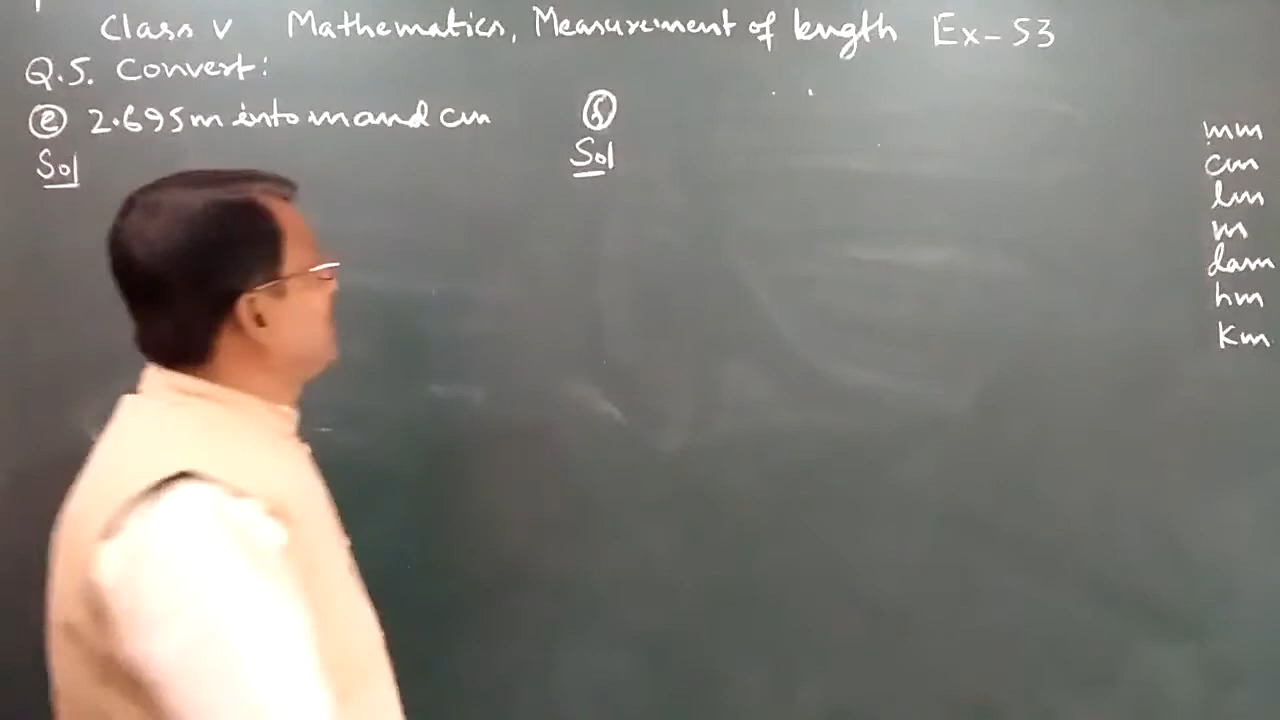 Class V Mathematics, Measurement of length Ex-53
Q.5. Convert:
(e) 2.695m into m and cm
Sol
(f)
Sol
mm
cm
dm
m
dam
hm
Km